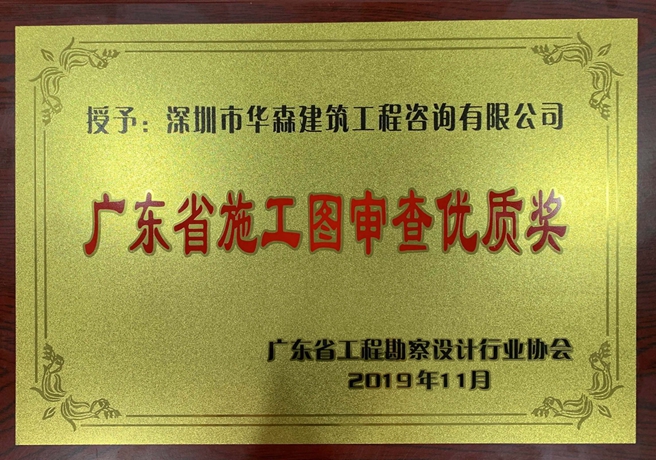 授予：深圳市华森建筑工程咨询有限公司
广东省施工图审查优质奖
广东省工程勘察设计行业协会
2019年11月